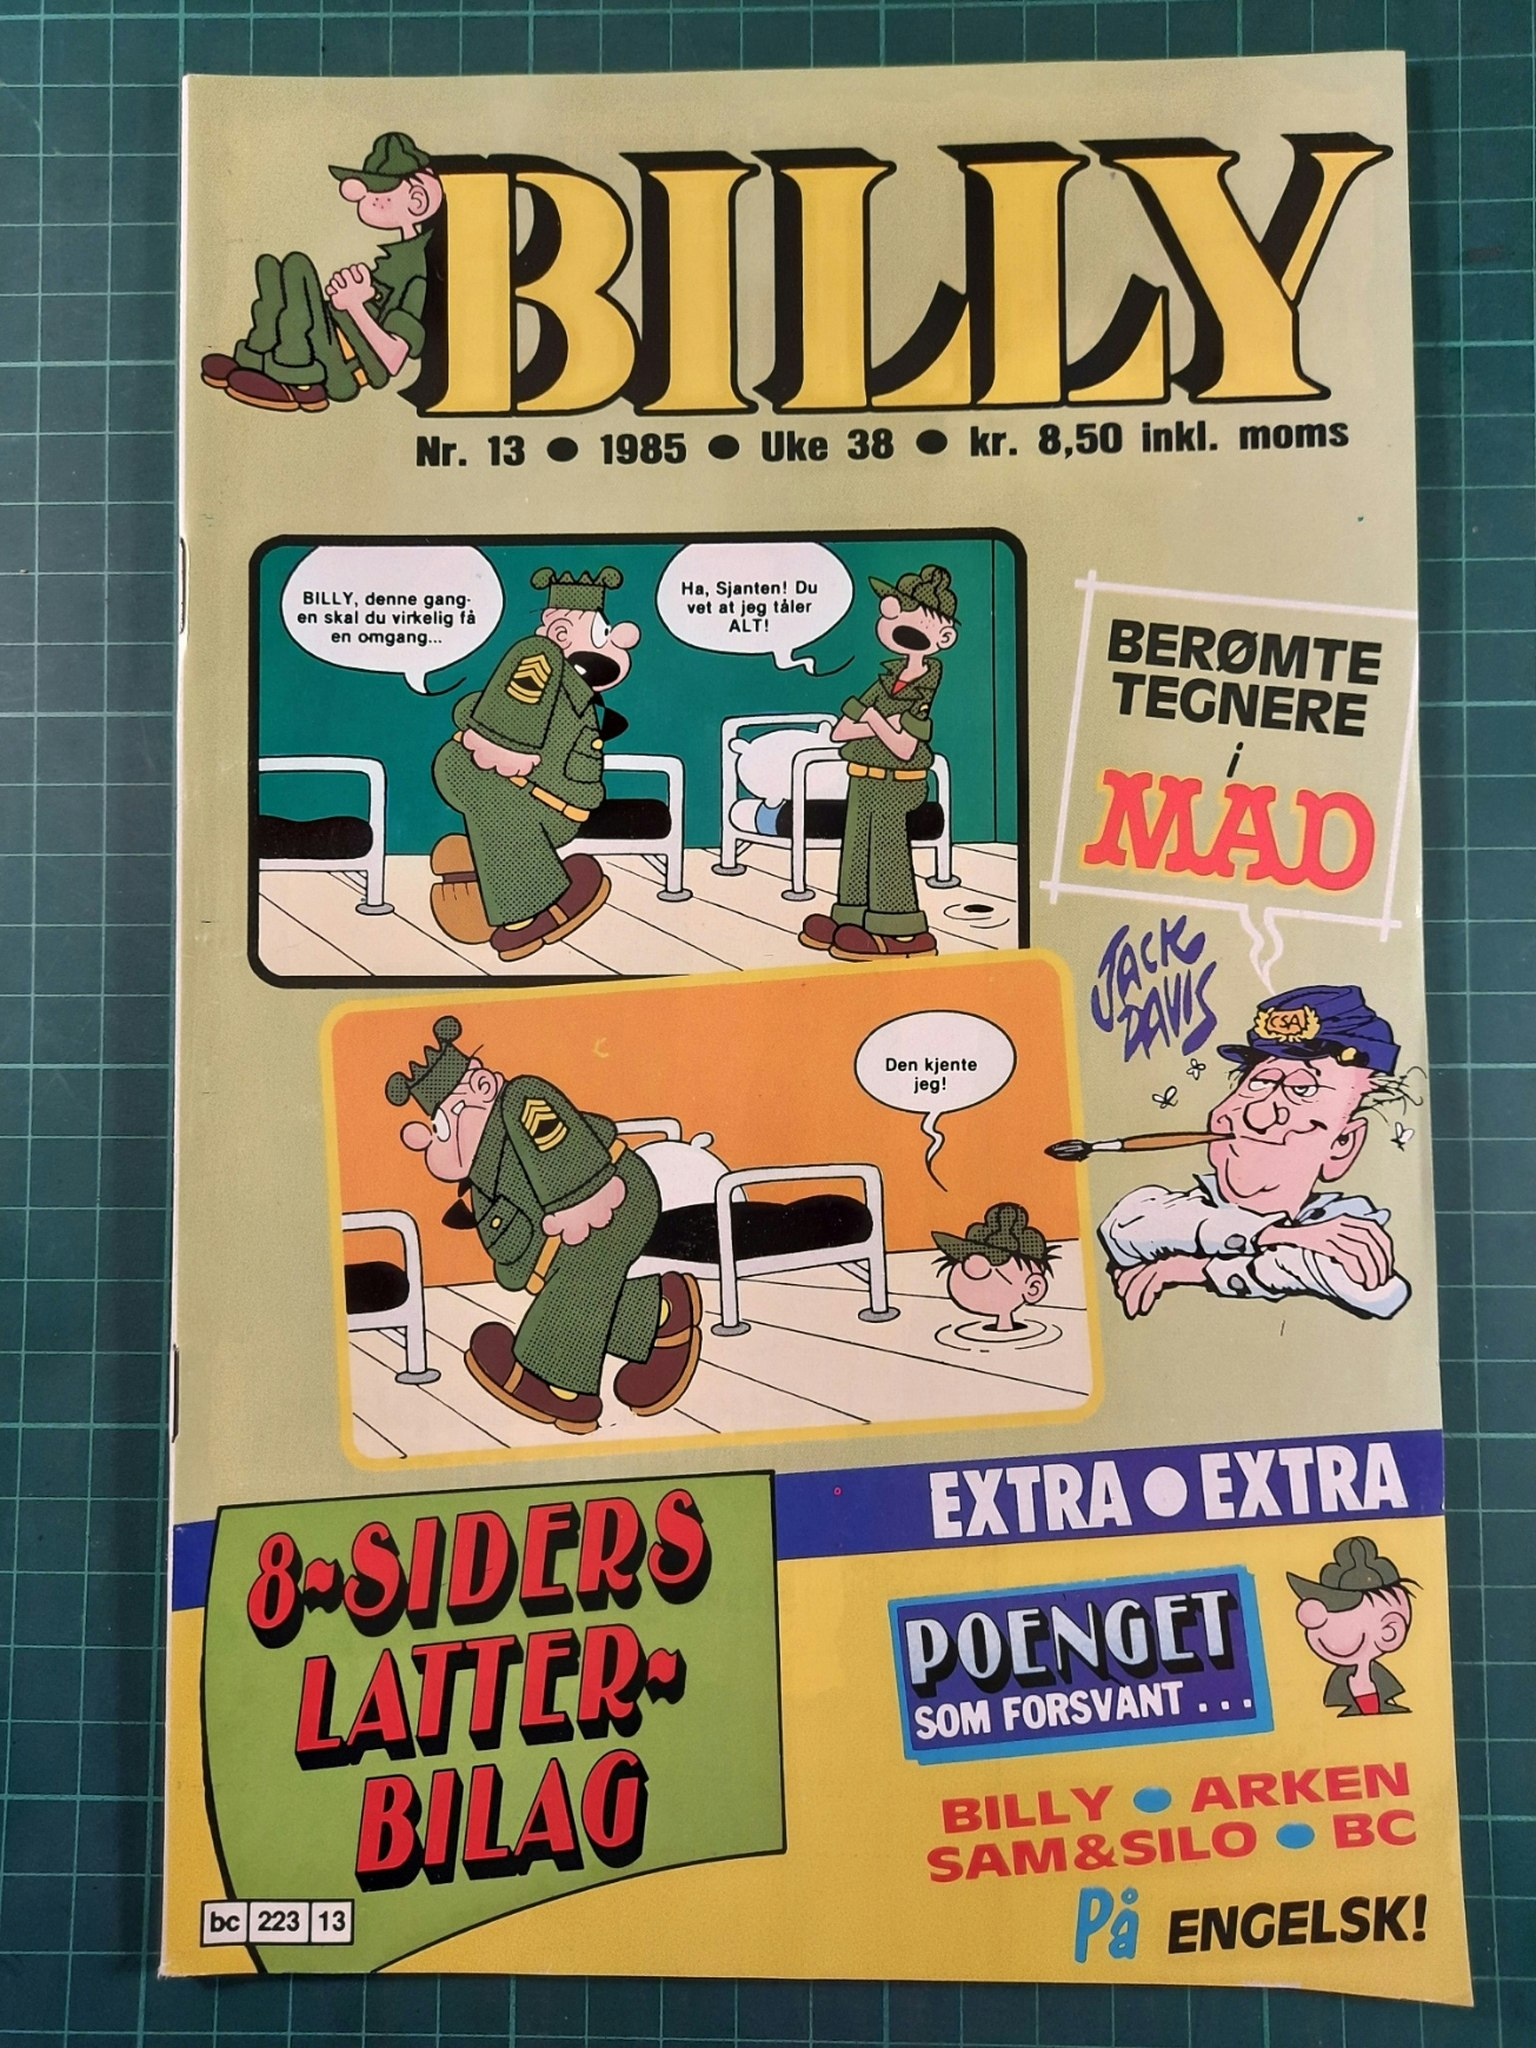 BILLY
Nr. 13 ● 1985 ● Uke 38 ● kr. 8,50 inkl. moms
BILLY, denne gang-
en skal du virkelig få
en omgang...
Ha, Sjanten! Du
vet at jeg tåler
ALT!
BERØMTE
TEGNERE
i
MAD
JACK
DAVIS
CSA
Den kjente
jeg!
EXTRA ● EXTRA
8-SIDERS
LATTER-
BILAG
POENGET
SOM FORSVANT...
BILLY ● ARKEN
SAM&SILO ● BC
På ENGELSK!
bc 223 13